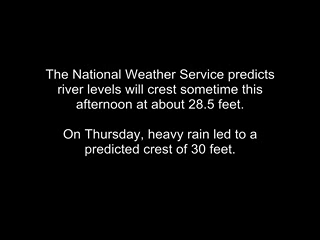 The National Weather Service predicts
river levels will crest sometime this
afternoon at about 28.5 feet.
On Thursday, heavy rain led to a
predicted crest of 30 feet.